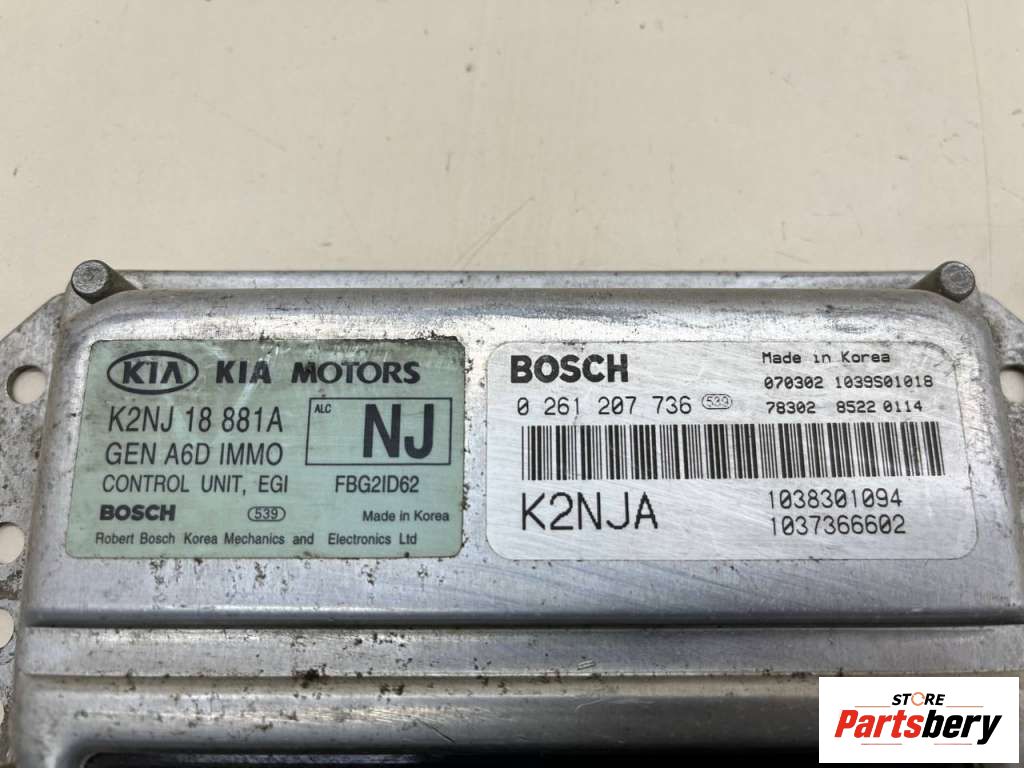 KIA KIA MOTORS
K2NJ 18 881A
ALC
NJ
GEN A6D IMMO
CONTROL UNIT, EGI FBG2ID62
BOSCH 539 Made in Korea
Robert Bosch Korea Mechanics and Electronics Ltd
BOSCH Made in Korea
070302 1039S01018
0 261 207 736 539 78302 8522 0114
K2NJA 1038301094
1037366602
STORE
Partsbery